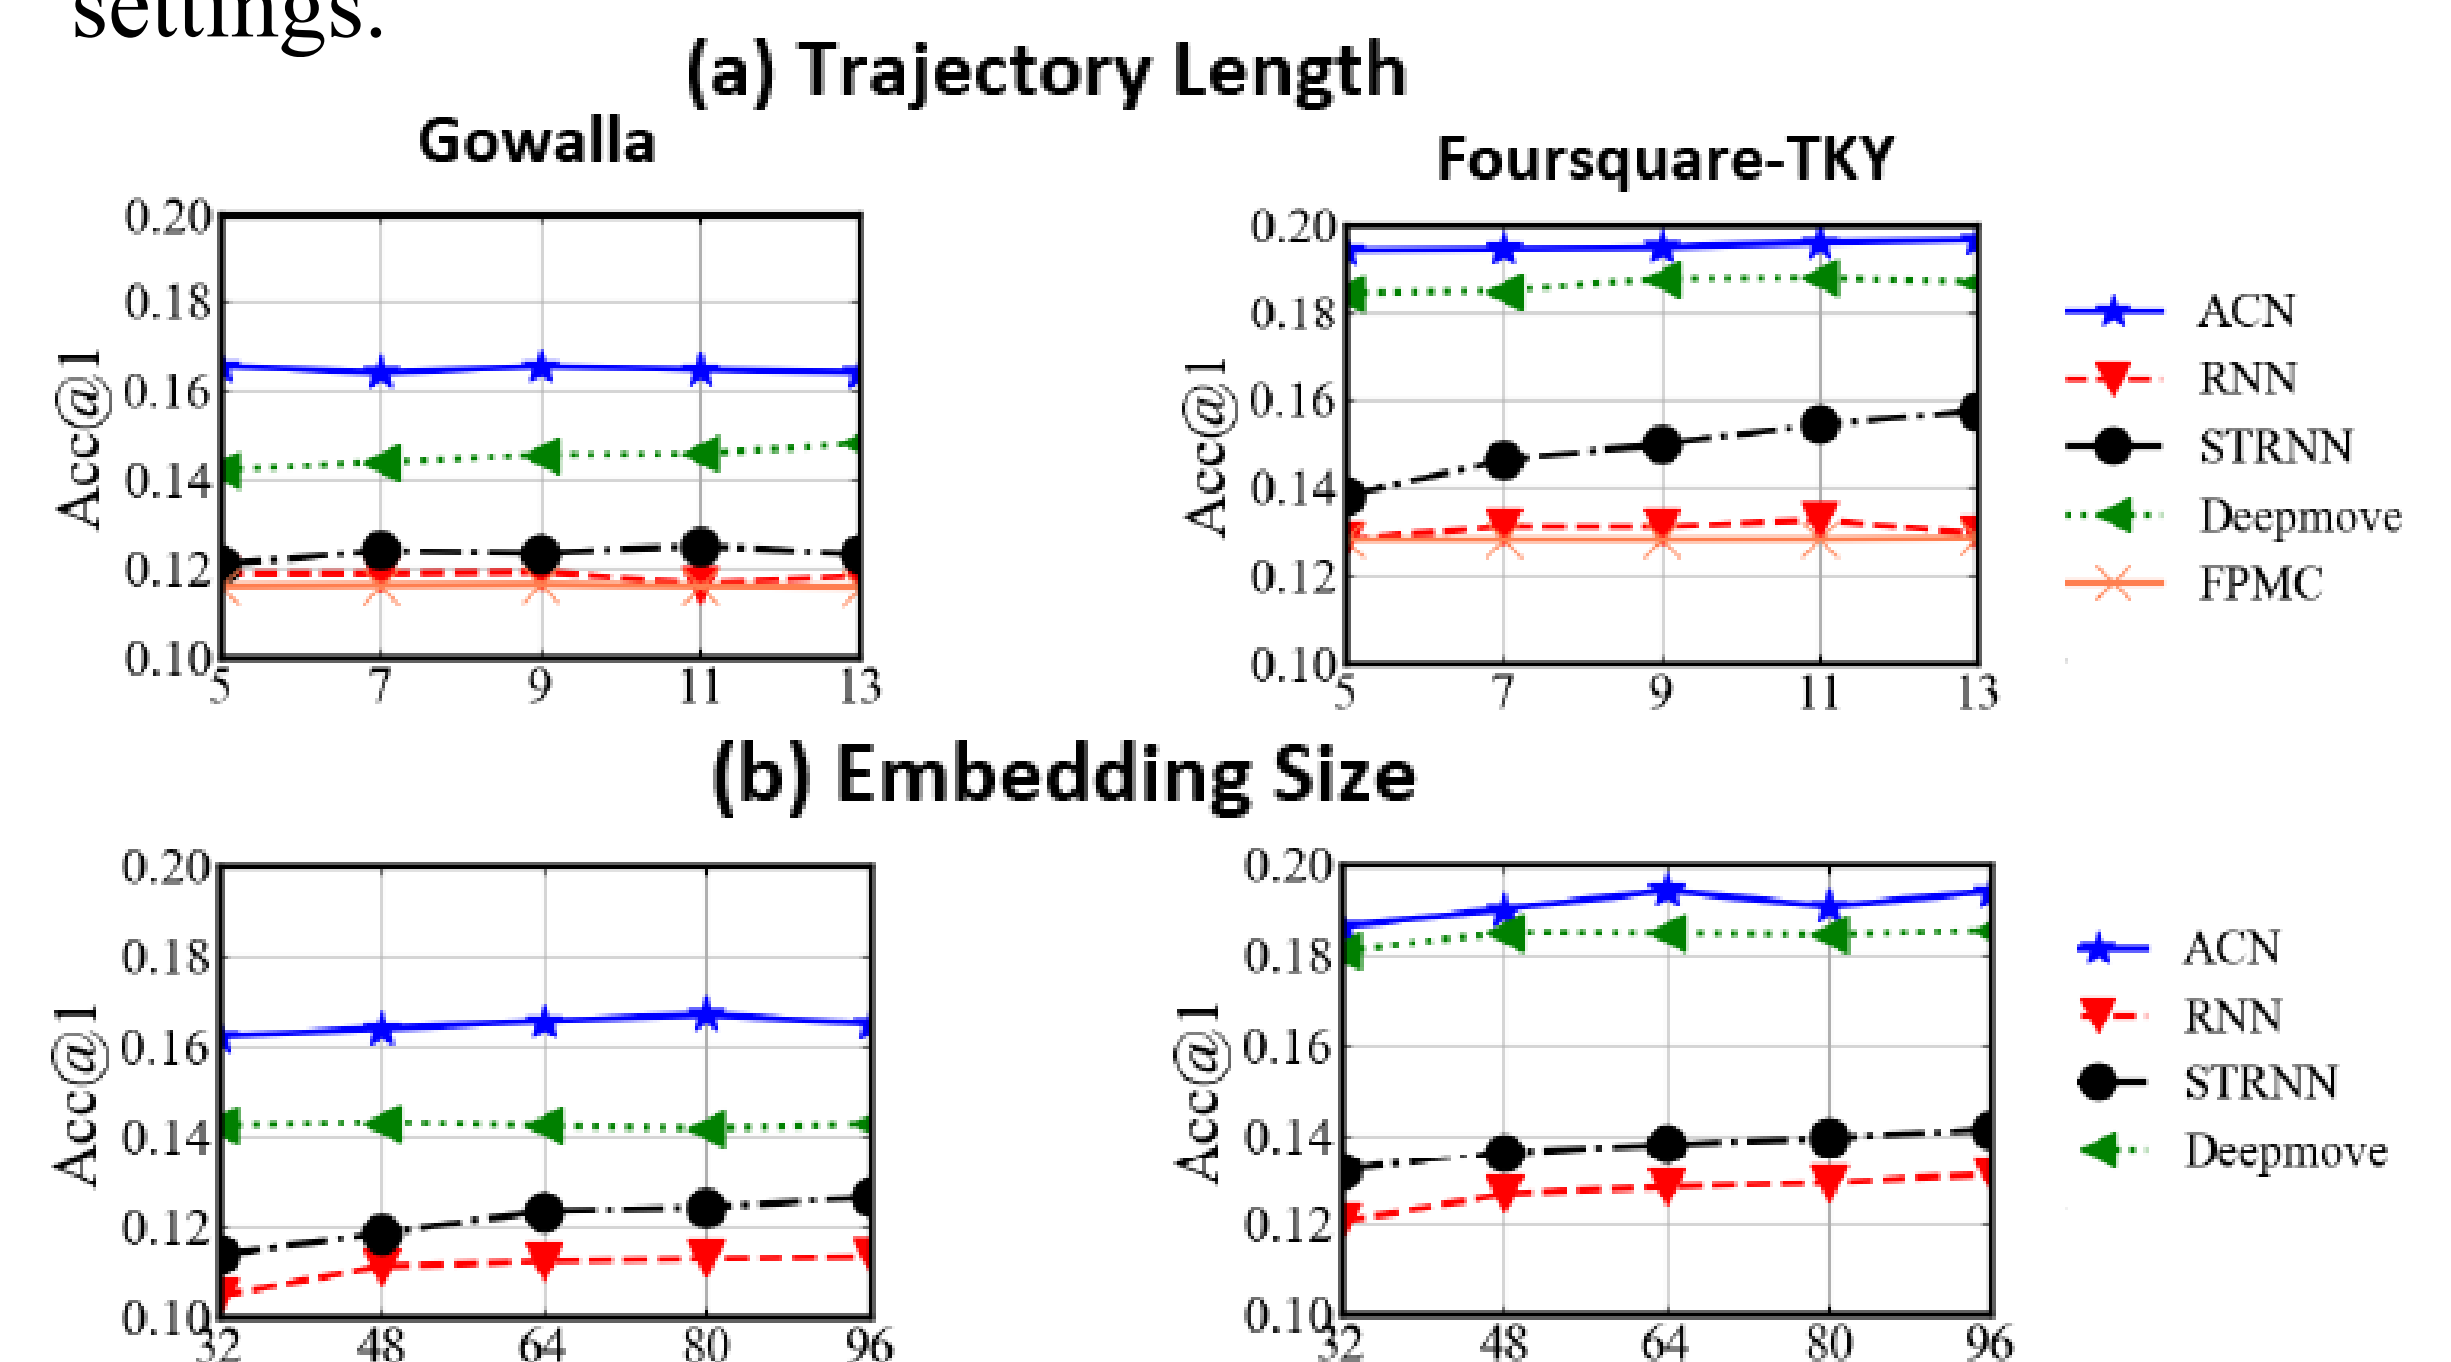 settings.
(a) Trajectory Length
Gowalla
Foursquare-TKY
0.20
0.18
0.16
0.14
0.12
0.10
Acc@1
5 7 9 11 13
0.20
0.18
0.16
0.14
0.12
0.10
Acc@1
5 7 9 11 13
ACN
RNN
STRNN
Deepmove
FPMC
(b) Embedding Size
0.20
0.18
0.16
0.14
0.12
0.10
Acc@1
32 48 64 80 96
0.20
0.18
0.16
0.14
0.12
0.10
Acc@1
32 48 64 80 96
ACN
RNN
STRNN
Deepmove